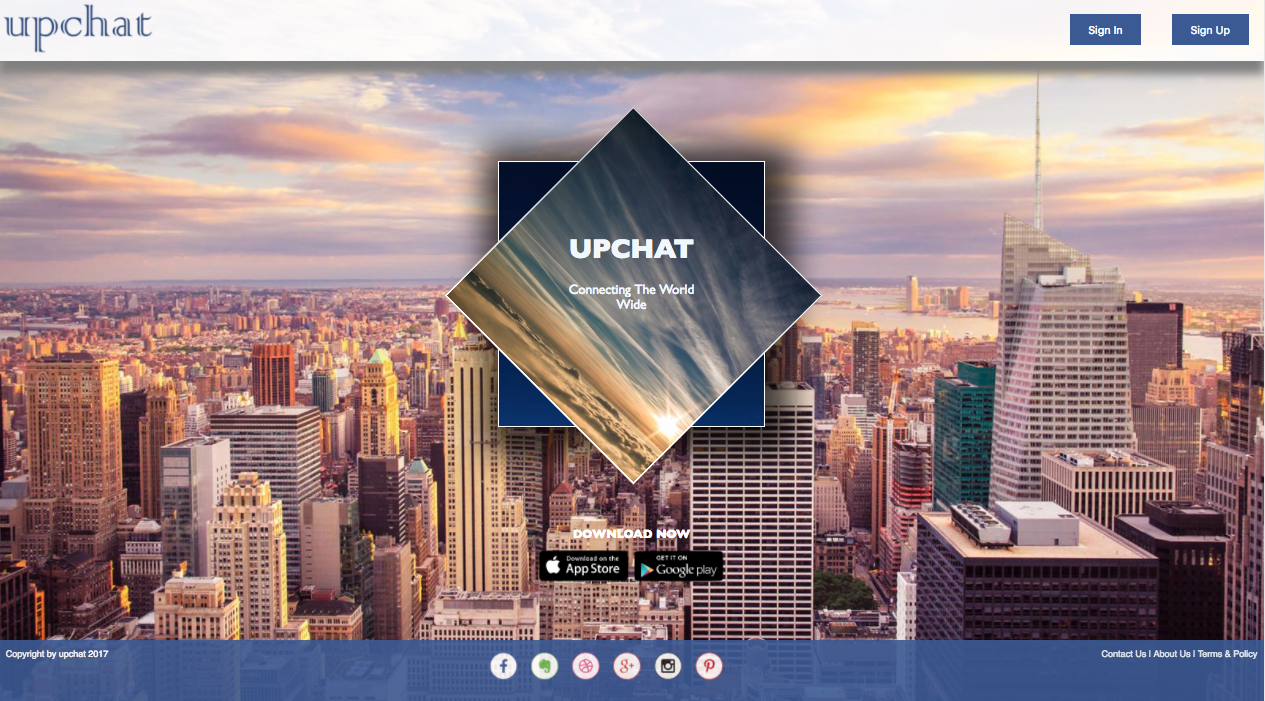 upchat
Sign In
Sign Up
UPCHAT
Connecting The World
Wide
DOWNLOAD NOW
Download on the
App Store
GET IT ON
Google play
Copyright by upchat 2017
Contact Us | About Us | Terms & Policy